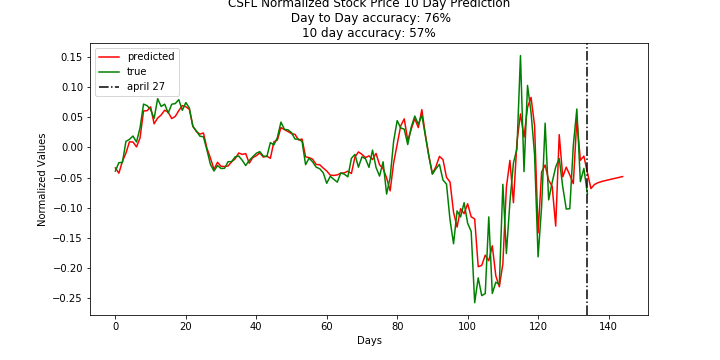 CSFL Normalized Stock Price 10 Day Prediction
Day to Day accuracy: 76%
10 day accuracy: 57%
predicted
true
april 27
0.15
0.10
0.05
0.00
−0.05
−0.10
−0.15
−0.20
−0.25
Normalized Values
0 20 40 60 80 100 120 140
Days